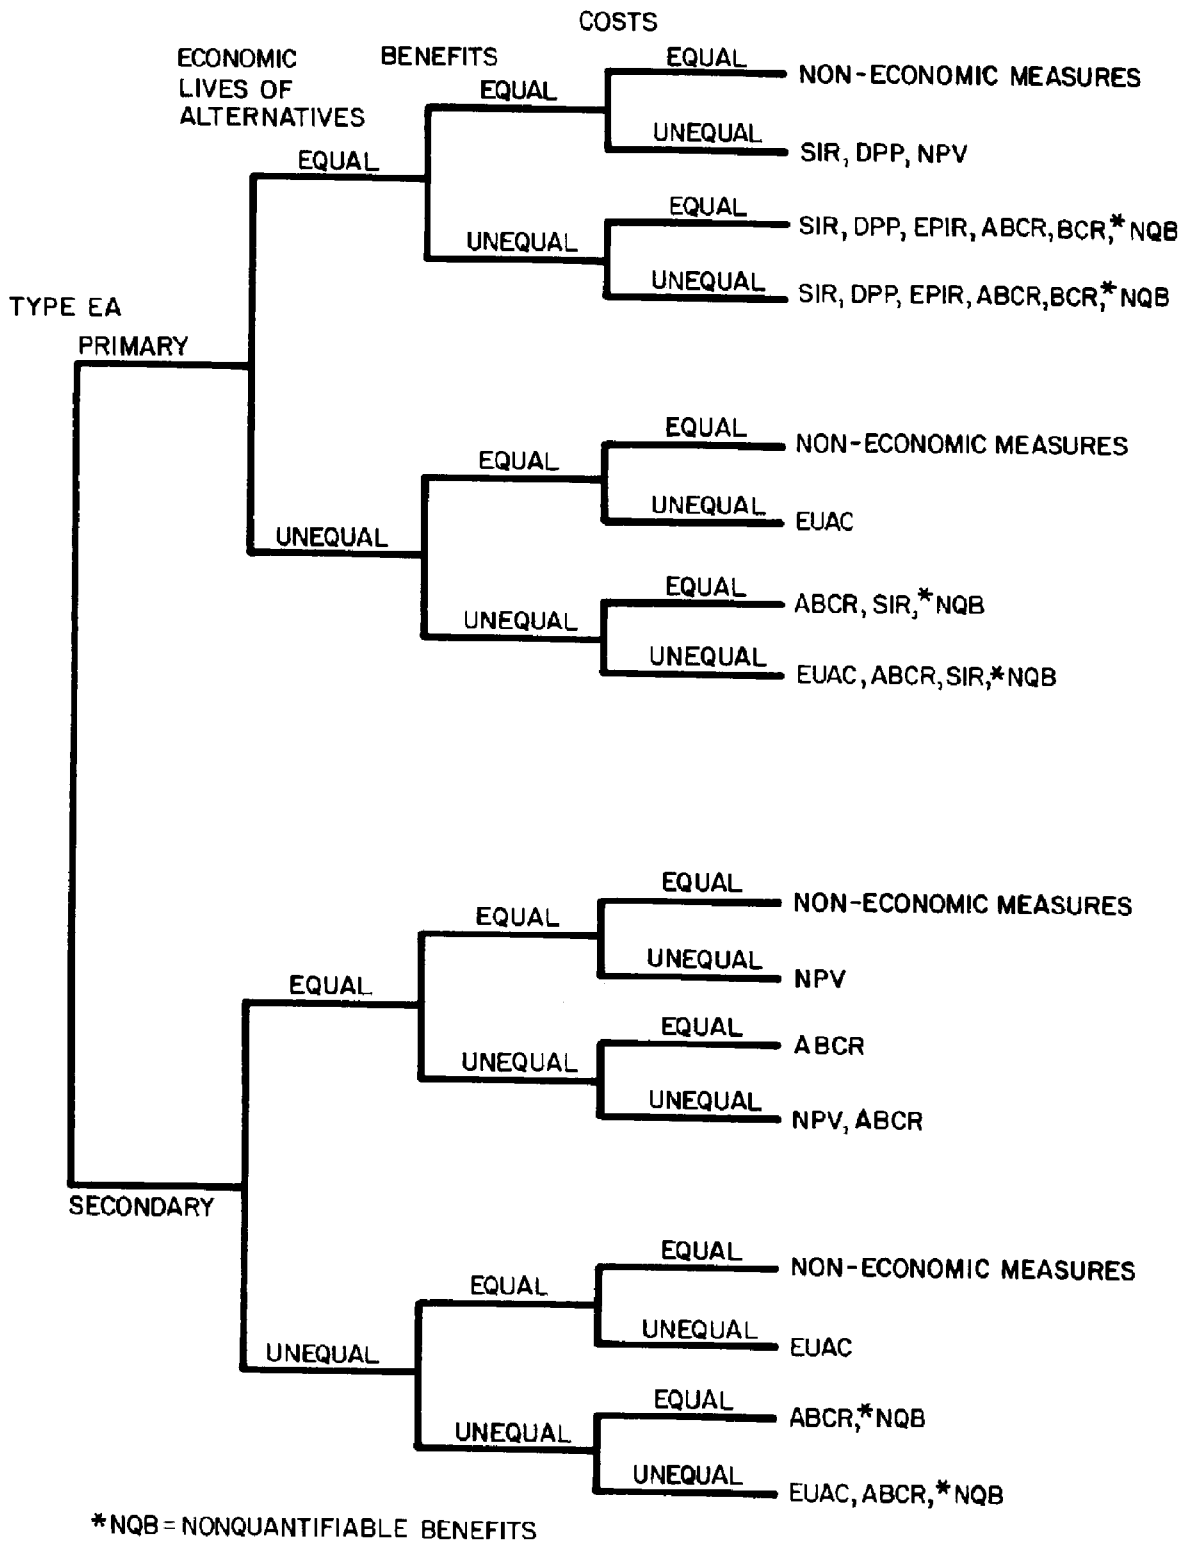 COSTS
ECONOMIC
LIVES OF
ALTERNATIVES
BENEFITS
EQUAL
NON-ECONOMIC MEASURES
EQUAL
UNEQUAL
SIR, DPP, NPV
EQUAL
EQUAL
SIR, DPP, EPIR, ABCR, BCR,*NQB
UNEQUAL
UNEQUAL
SIR, DPP, EPIR, ABCR, BCR,*NQB
TYPE EA
PRIMARY
EQUAL
NON-ECONOMIC MEASURES
EQUAL
UNEQUAL
EUAC
UNEQUAL
EQUAL
ABCR, SIR,*NQB
UNEQUAL
UNEQUAL
EUAC, ABCR, SIR,*NQB
EQUAL
NON-ECONOMIC MEASURES
EQUAL
UNEQUAL
NPV
EQUAL
EQUAL
ABCR
UNEQUAL
UNEQUAL
NPV, ABCR
SECONDARY
EQUAL
NON-ECONOMIC MEASURES
EQUAL
UNEQUAL
EUAC
UNEQUAL
EQUAL
ABCR,*NQB
UNEQUAL
UNEQUAL
EUAC, ABCR,*NQB
*NQB = NONQUANTIFIABLE BENEFITS